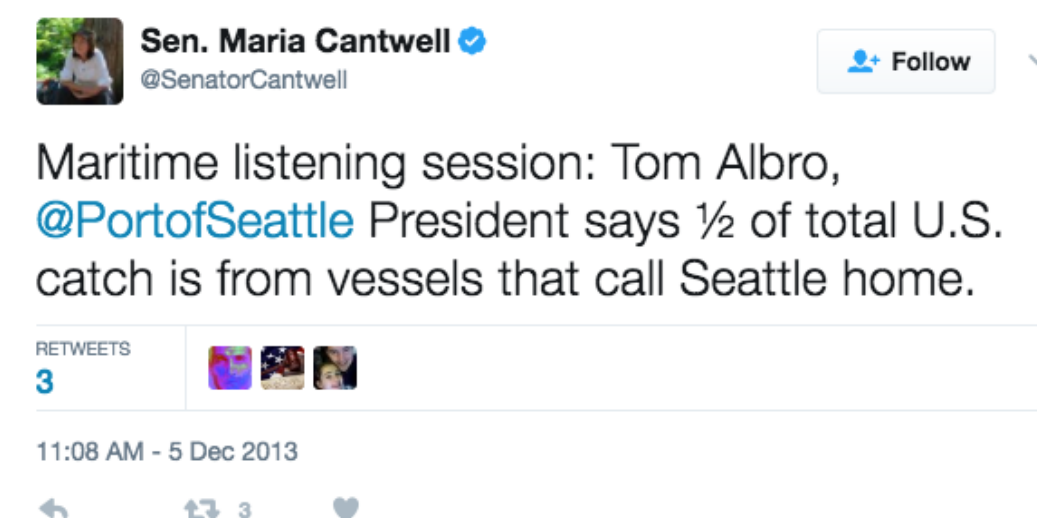 Sen. Maria Cantwell
@SenatorCantwell
Follow
Maritime listening session: Tom Albro,
@PortofSeattle President says ½ of total U.S.
catch is from vessels that call Seattle home.
RETWEETS
3
11:08 AM - 5 Dec 2013
3